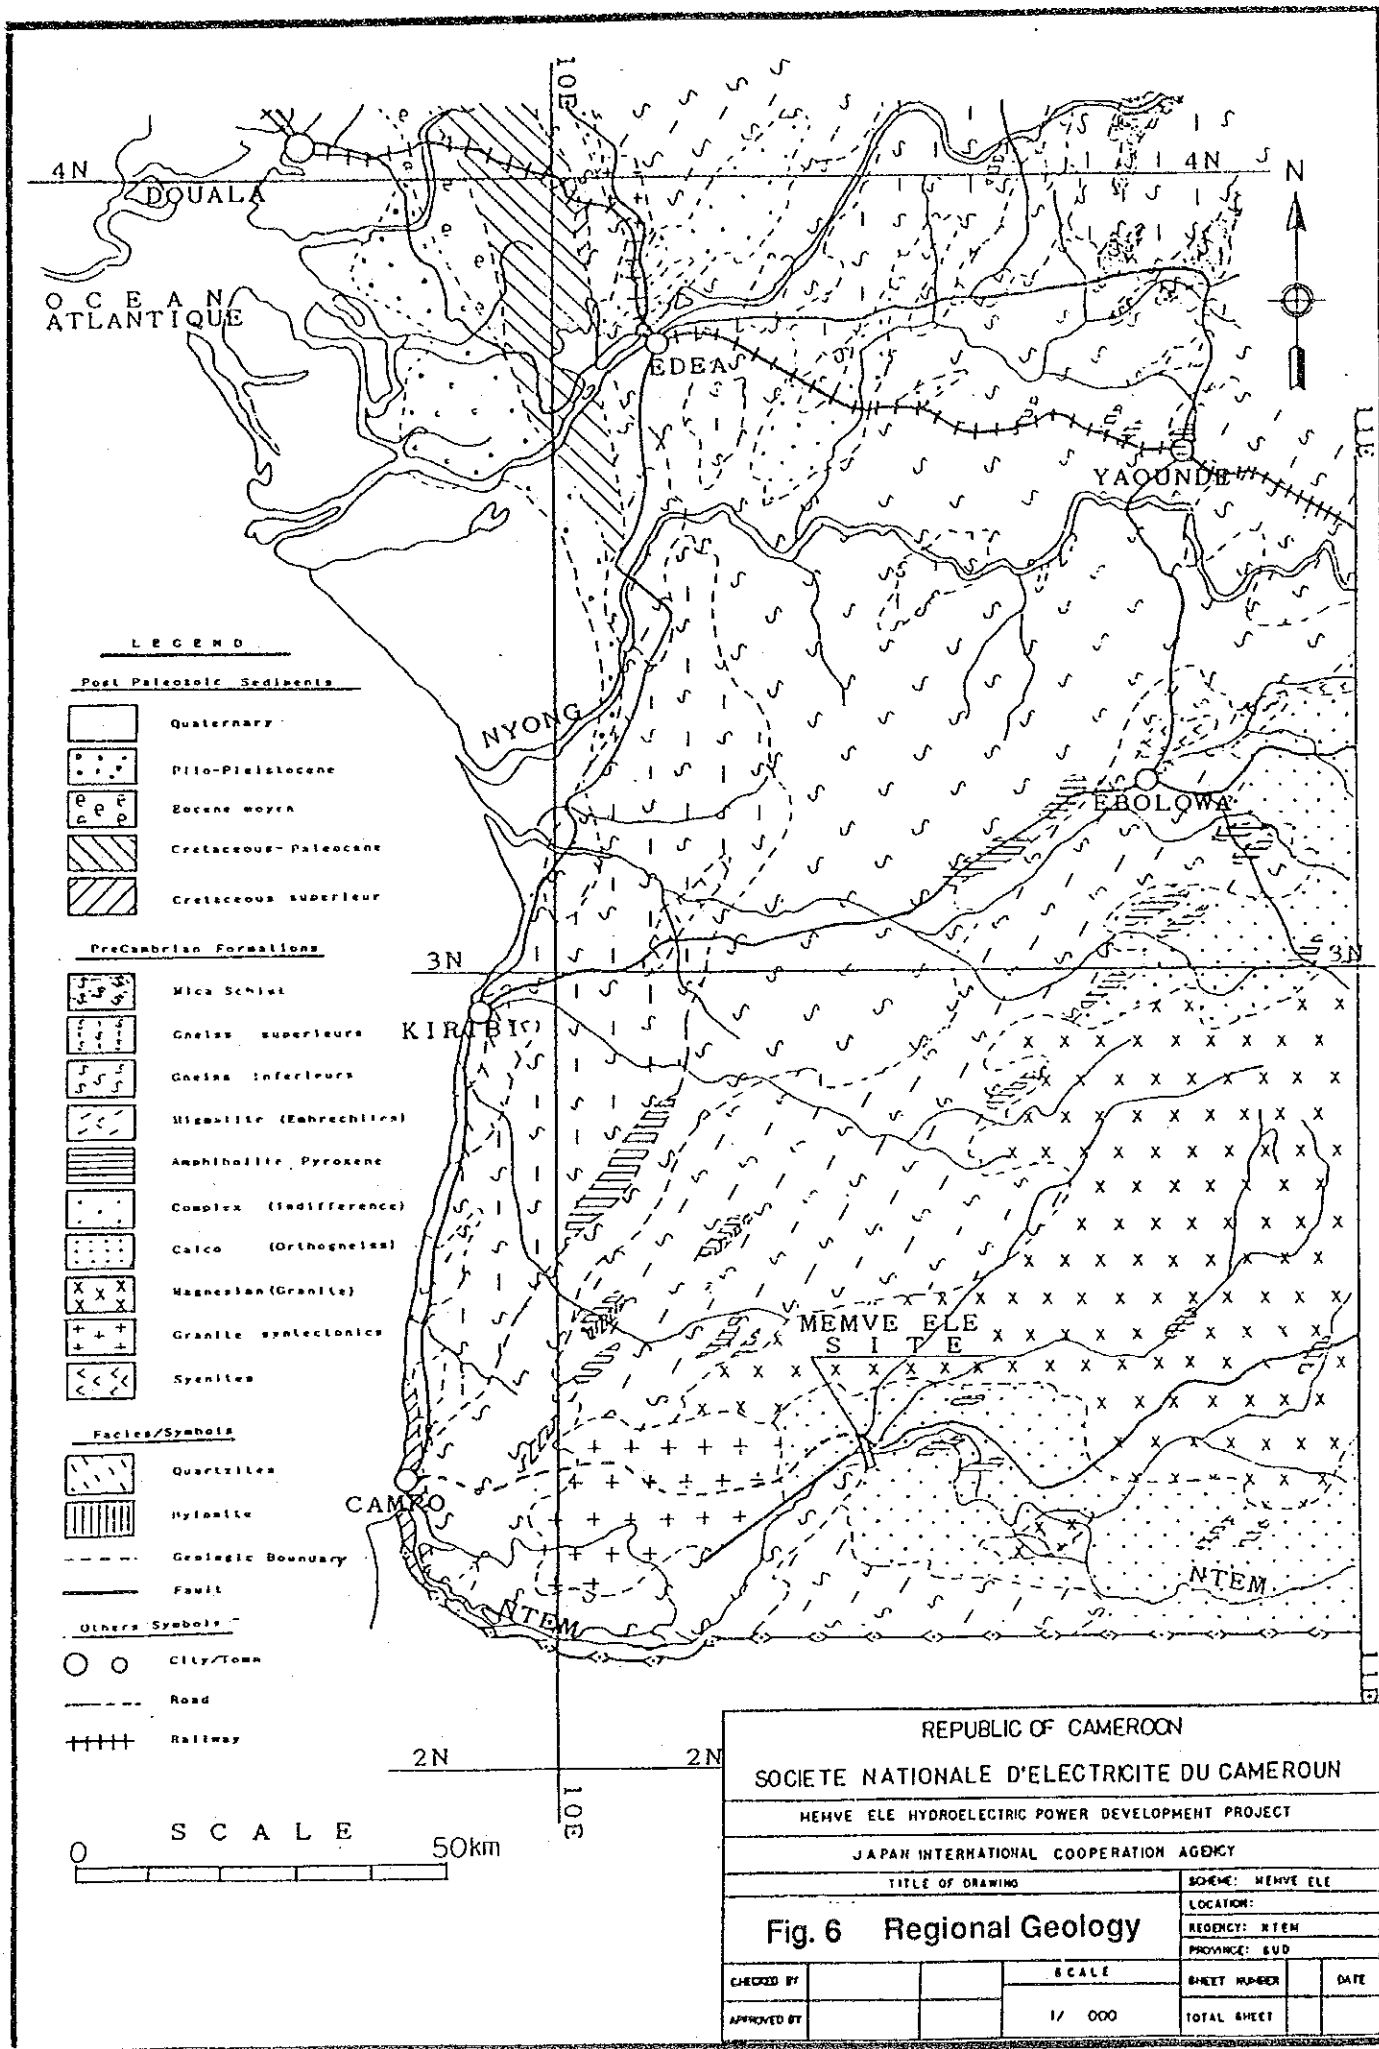 10E
4N
4N
N
DOUALA
OCEAN
ATLANTIQUE
EDEA
11E
YAOUNDE
LEGEND
Post Paleozoic Sediments
Quaternary
NYONG
Plio-Pleistocene
Eocene moyen
EBOLOWA
Cretaceous-Paleocene
Cretaceous superieur
PreCambrian Formations
3N
3N
Mica Schist
KIRIBI
Gneiss superieurs
Gneiss Inferieurs
Migmatite (Embrechites)
Amphibolite Pyroxene
Complex (Indifference)
Calco (Orthogneiss)
Magnesian (Granite)
MEMVE ELE
SITE
Granite syntectonics
Syenites
Facies/Symbols
Quartzites
CAMPO
Mylonite
Geologic Boundary
NTEM
Fault
NTEM
Others Symbols
City/Town
Road
11E
Railway
2N
2N
10E
SCALE
0
50km
REPUBLIC OF CAMEROON
SOCIETE NATIONALE D'ELECTRICITE DU CAMEROUN
MEMVE ELE HYDROELECTRIC POWER DEVELOPMENT PROJECT
JAPAN INTERNATIONAL COOPERATION AGENCY
TITLE OF DRAWING
SCHEME: MEMVE ELE
LOCATION:
Fig. 6 Regional Geology
REGENCY: NTEM
PROVINCE: SUD
CHECKED BY
SCALE
SHEET NUMBER
DATE
APPROVED BY
1/ 000
TOTAL SHEET